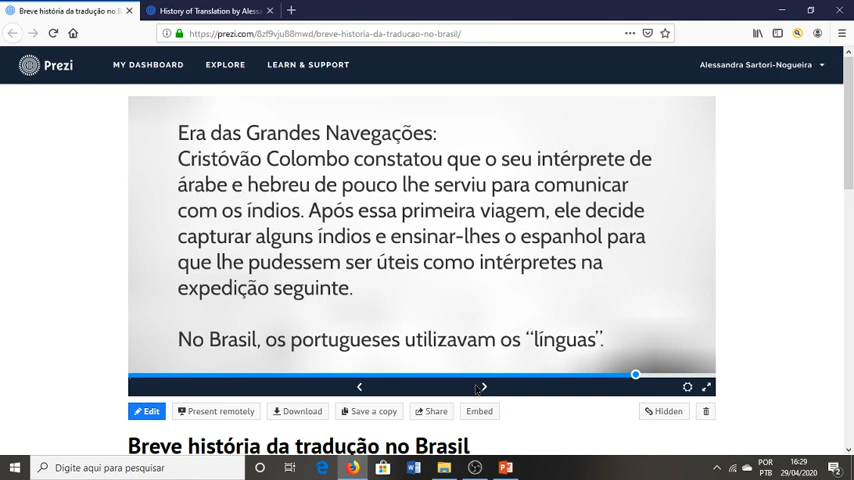 Breve história da tradução no B
History of Translation by Aless
https://prezi.com/8zf9vju88mwd/breve-historia-da-traducao-no-brasil/
Prezi MY DASHBOARD EXPLORE LEARN & SUPPORT Alessandra Sartori-Nogueira
Era das Grandes Navegações:
Cristóvão Colombo constatou que o seu intérprete de
árabe e hebreu de pouco lhe serviu para comunicar
com os índios. Após essa primeira viagem, ele decide
capturar alguns índios e ensinar-lhes o espanhol para
que lhe pudessem ser úteis como intérpretes na
expedição seguinte.
No Brasil, os portugueses utilizavam os “línguas”.
Edit Present remotely Download Save a copy Share Embed Hidden
Breve história da tradução no Brasil
Digite aqui para pesquisar
POR 16:29
PTB 29/04/2020 2